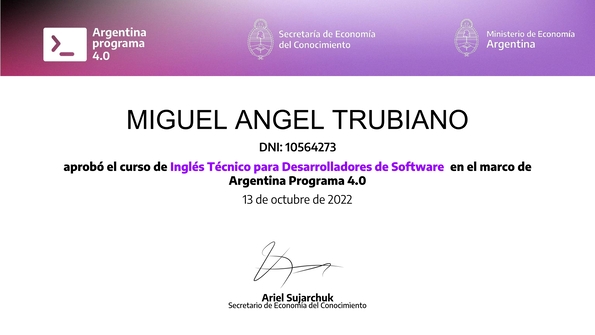 Argentina
programa
4.0
Secretaría de Economía
del Conocimiento
Ministerio de Economía
Argentina
MIGUEL ANGEL TRUBIANO
DNI: 10564273
aprobó el curso de Inglés Técnico para Desarrolladores de Software en el marco de
Argentina Programa 4.0
13 de octubre de 2022
Ariel Sujarchuk
Secretario de Economía del Conocimiento